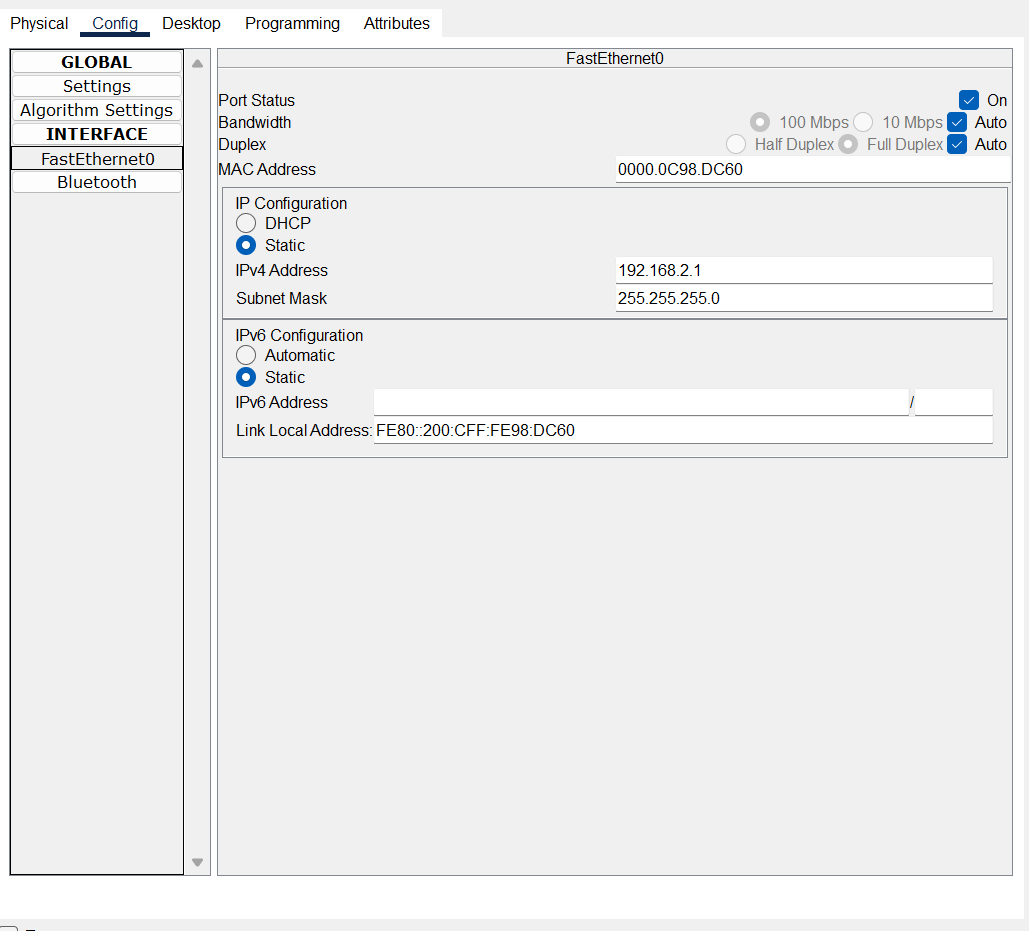 Physical Config Desktop Programming Attributes
GLOBAL
Settings
Algorithm Settings
INTERFACE
FastEthernet0
Bluetooth
FastEthernet0
Port Status On
Bandwidth 100 Mbps 10 Mbps Auto
Duplex Half Duplex Full Duplex Auto
MAC Address 0000.0C98.DC60
IP Configuration
DHCP
Static
IPv4 Address 192.168.2.1
Subnet Mask 255.255.255.0
IPv6 Configuration
Automatic
Static
IPv6 Address /
Link Local Address: FE80::200:CFF:FE98:DC60